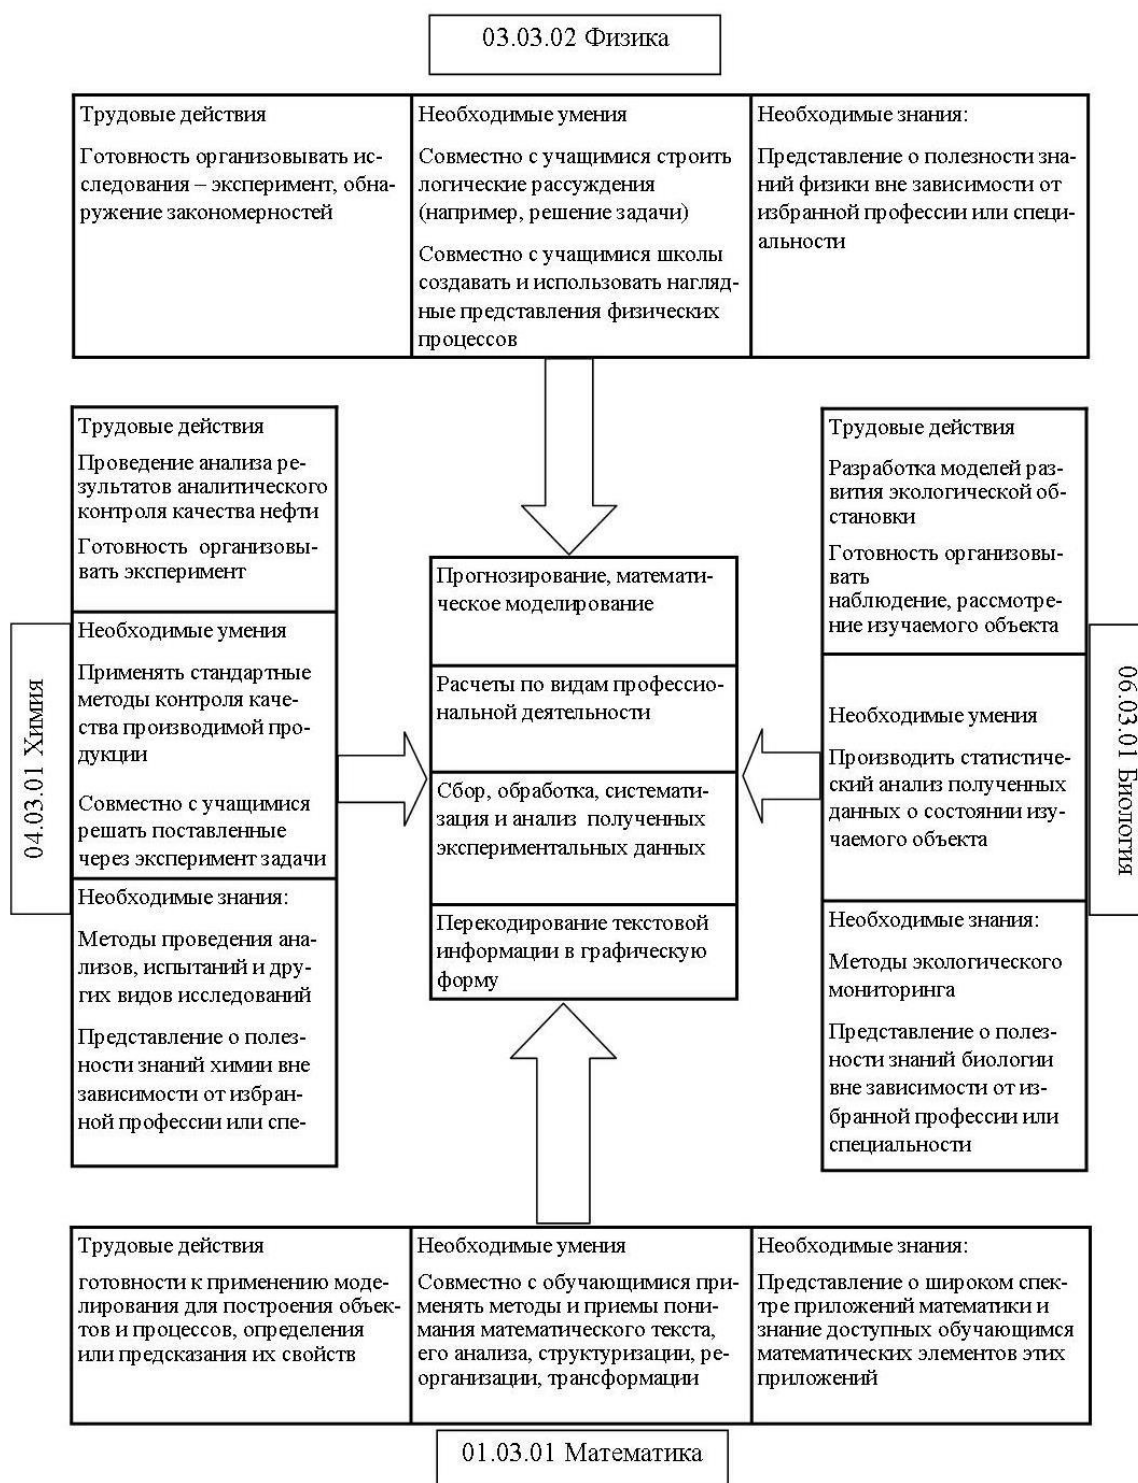 03.03.02 Физика
Трудовые действия
Готовность организовывать ис-
следования – эксперимент, обна-
ружение закономерностей
Необходимые умения
Совместно с учащимися строить
логические рассуждения
(например, решение задачи)
Совместно с учащимися школы
создавать и использовать нагляд-
ные представления физических
процессов
Необходимые знания:
Представление о полезности зна-
ний физики вне зависимости от
избранной профессии или специ-
альности
04.03.01 Химия
Трудовые действия
Проведение анализа ре-
зультатов аналитического
контроля качества нефти
Готовность организовы-
вать эксперимент
Необходимые умения
Применять стандартные
методы контроля каче-
ства производимой про-
дукции
Совместно с учащимися
решать поставленные
через эксперимент задачи
Необходимые знания:
Методы проведения ана-
лизов, испытаний и дру-
гих видов исследований
Представление о полез-
ности знаний химии вне
зависимости от избран-
ной профессии или спе-
Прогнозирование, математи-
ческое моделирование
Расчеты по видам профессио-
нальной деятельности
Сбор, обработка, системати-
зация и анализ полученных
экспериментальных данных
Перекодирование текстовой
информации в графическую
форму
Трудовые действия
Разработка моделей раз-
вития экологической об-
становки
Готовность организовы-
вать
наблюдение, рассмотре-
ние изучаемого объекта
Необходимые умения
Производить статистиче-
ский анализ полученных
данных о состоянии изу-
чаемого объекта
Необходимые знания:
Методы экологического
мониторинга
Представление о полез-
ности знаний биологии
вне зависимости от из-
бранной профессии или
специальности
06.03.01 Биология
Трудовые действия
готовности к применению моде-
лирования для построения объек-
тов и процессов, определения
или предсказания их свойств
Необходимые умения
Совместно с обучающимися при-
менять методы и приемы пони-
мания математического текста,
его анализа, структуризации, ре-
организации, трансформации
Необходимые знания:
Представление о широком спек-
тре приложений математики и
знание доступных обучающимся
математических элементов этих
приложений
01.03.01 Математика